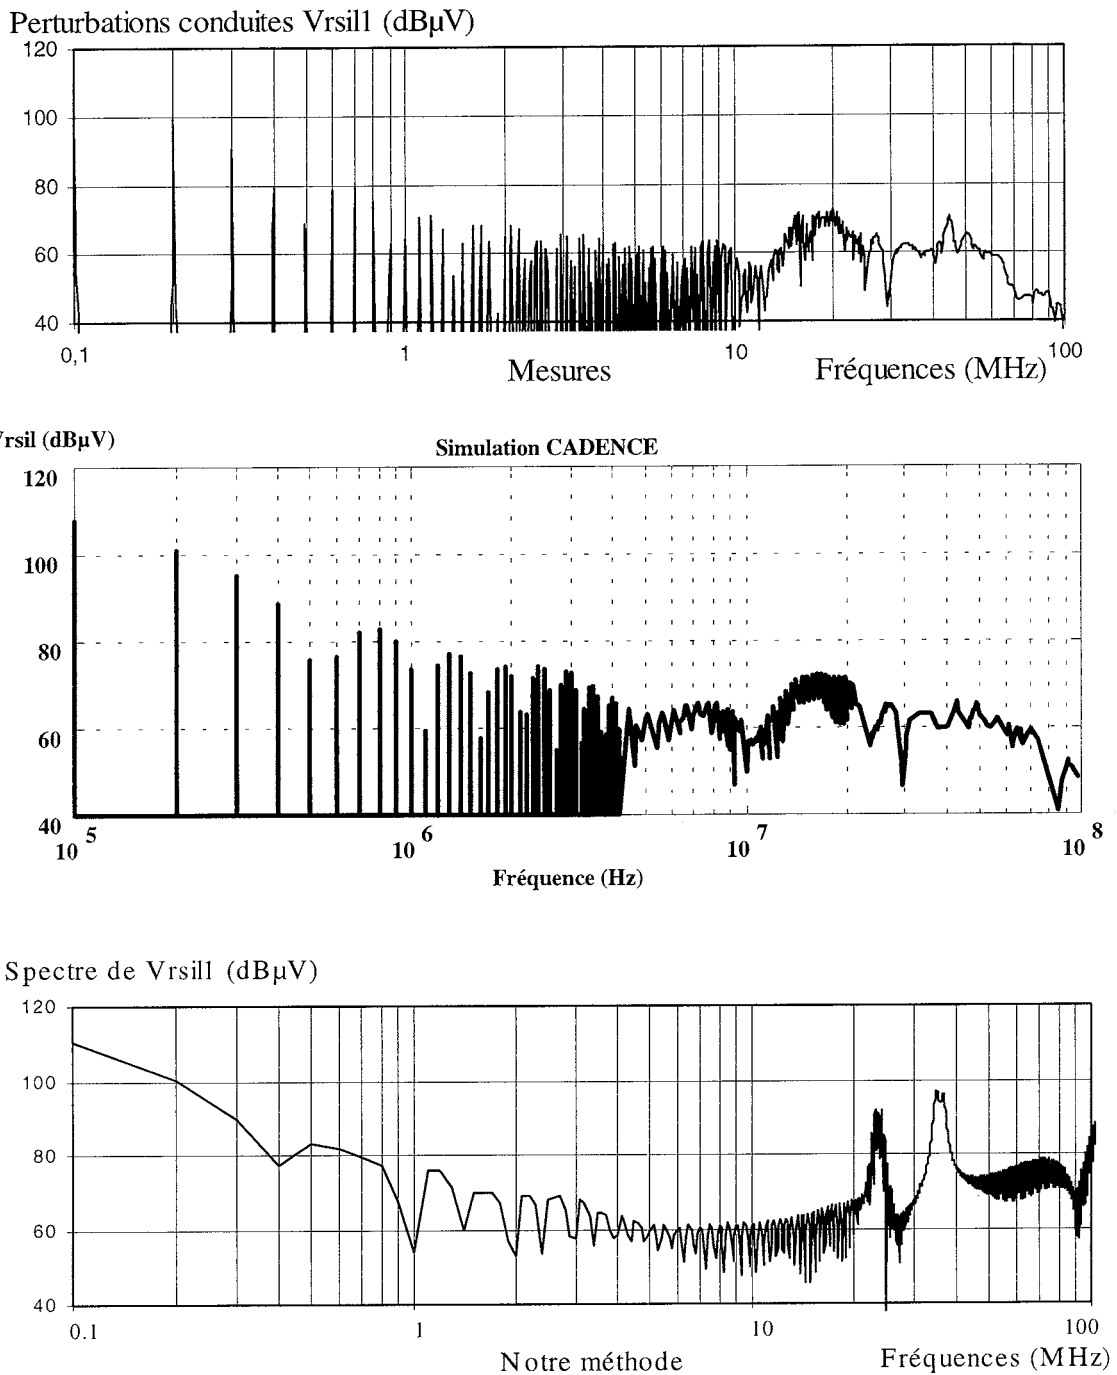 Perturbations conduites Vrsil1 (dBµV)
120
100
80
60
40
0,1 1 10 100
Mesures Fréquences (MHz)
Vrsil (dBµV)
Simulation CADENCE
120
100
80
60
40
10 5 10 6 10 7 10 8
Fréquence (Hz)
Spectre de Vrsil1 (dBµV)
120
100
80
60
40
0.1 1 10 100
Notre méthode Fréquences (MHz)